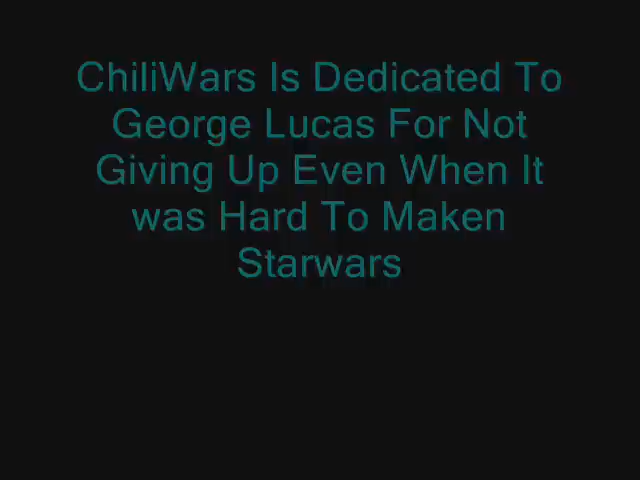 ChiliWars Is Dedicated To
George Lucas For Not
Giving Up Even When It
was Hard To Maken
Starwars